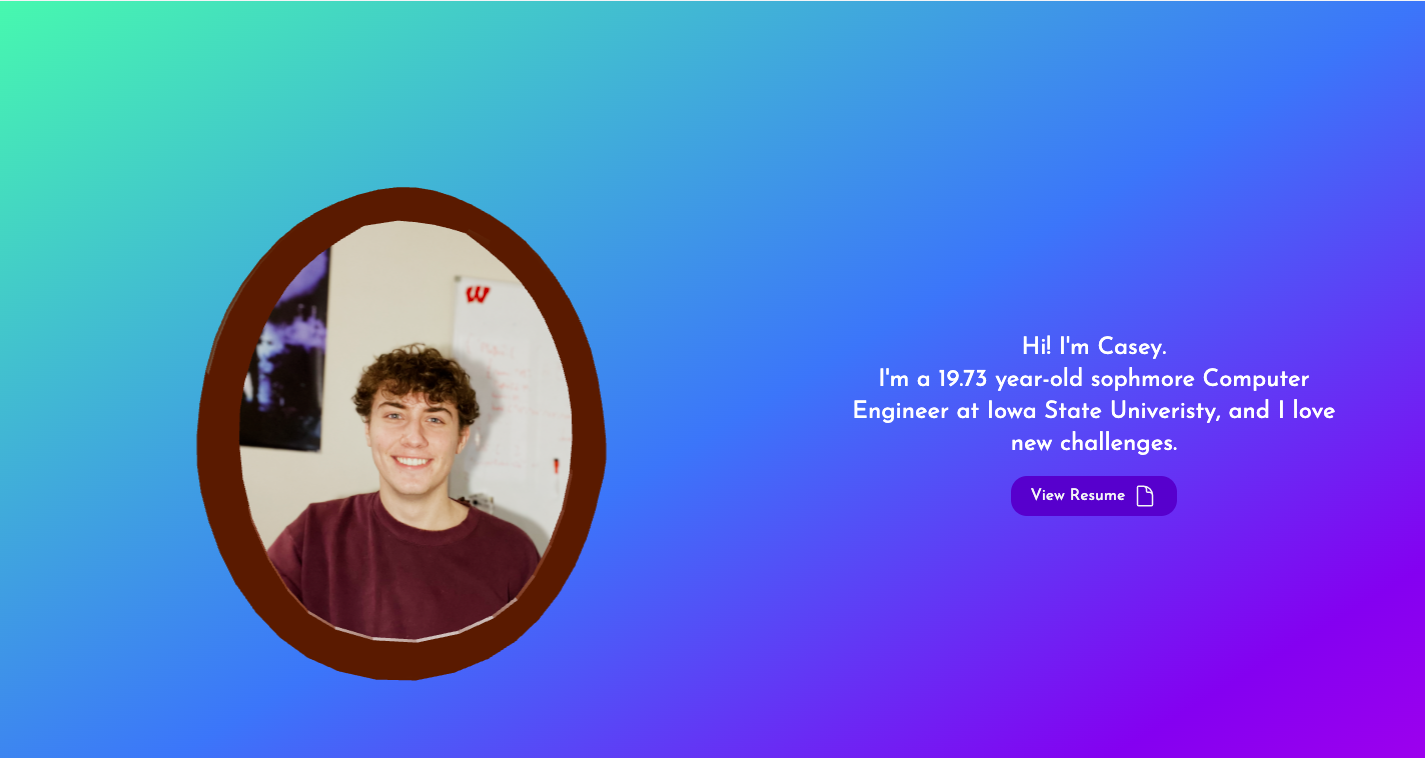 W
Hi! I'm Casey.
I'm a 19.73 year-old sophmore Computer
Engineer at Iowa State Univeristy, and I love
new challenges.
View Resume